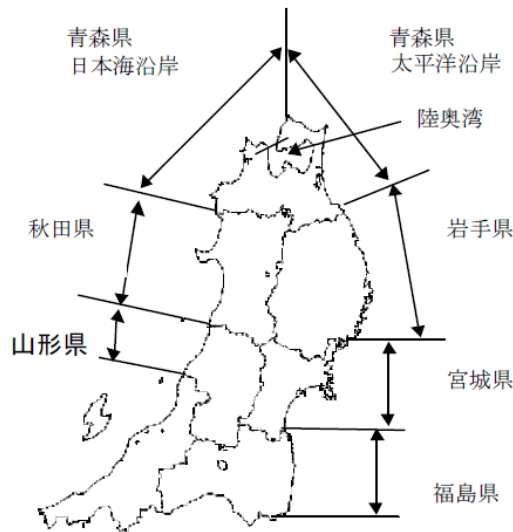 青森県
日本海沿岸
青森県
太平洋沿岸
陸奥湾
秋田県
岩手県
山形県
宮城県
福島県